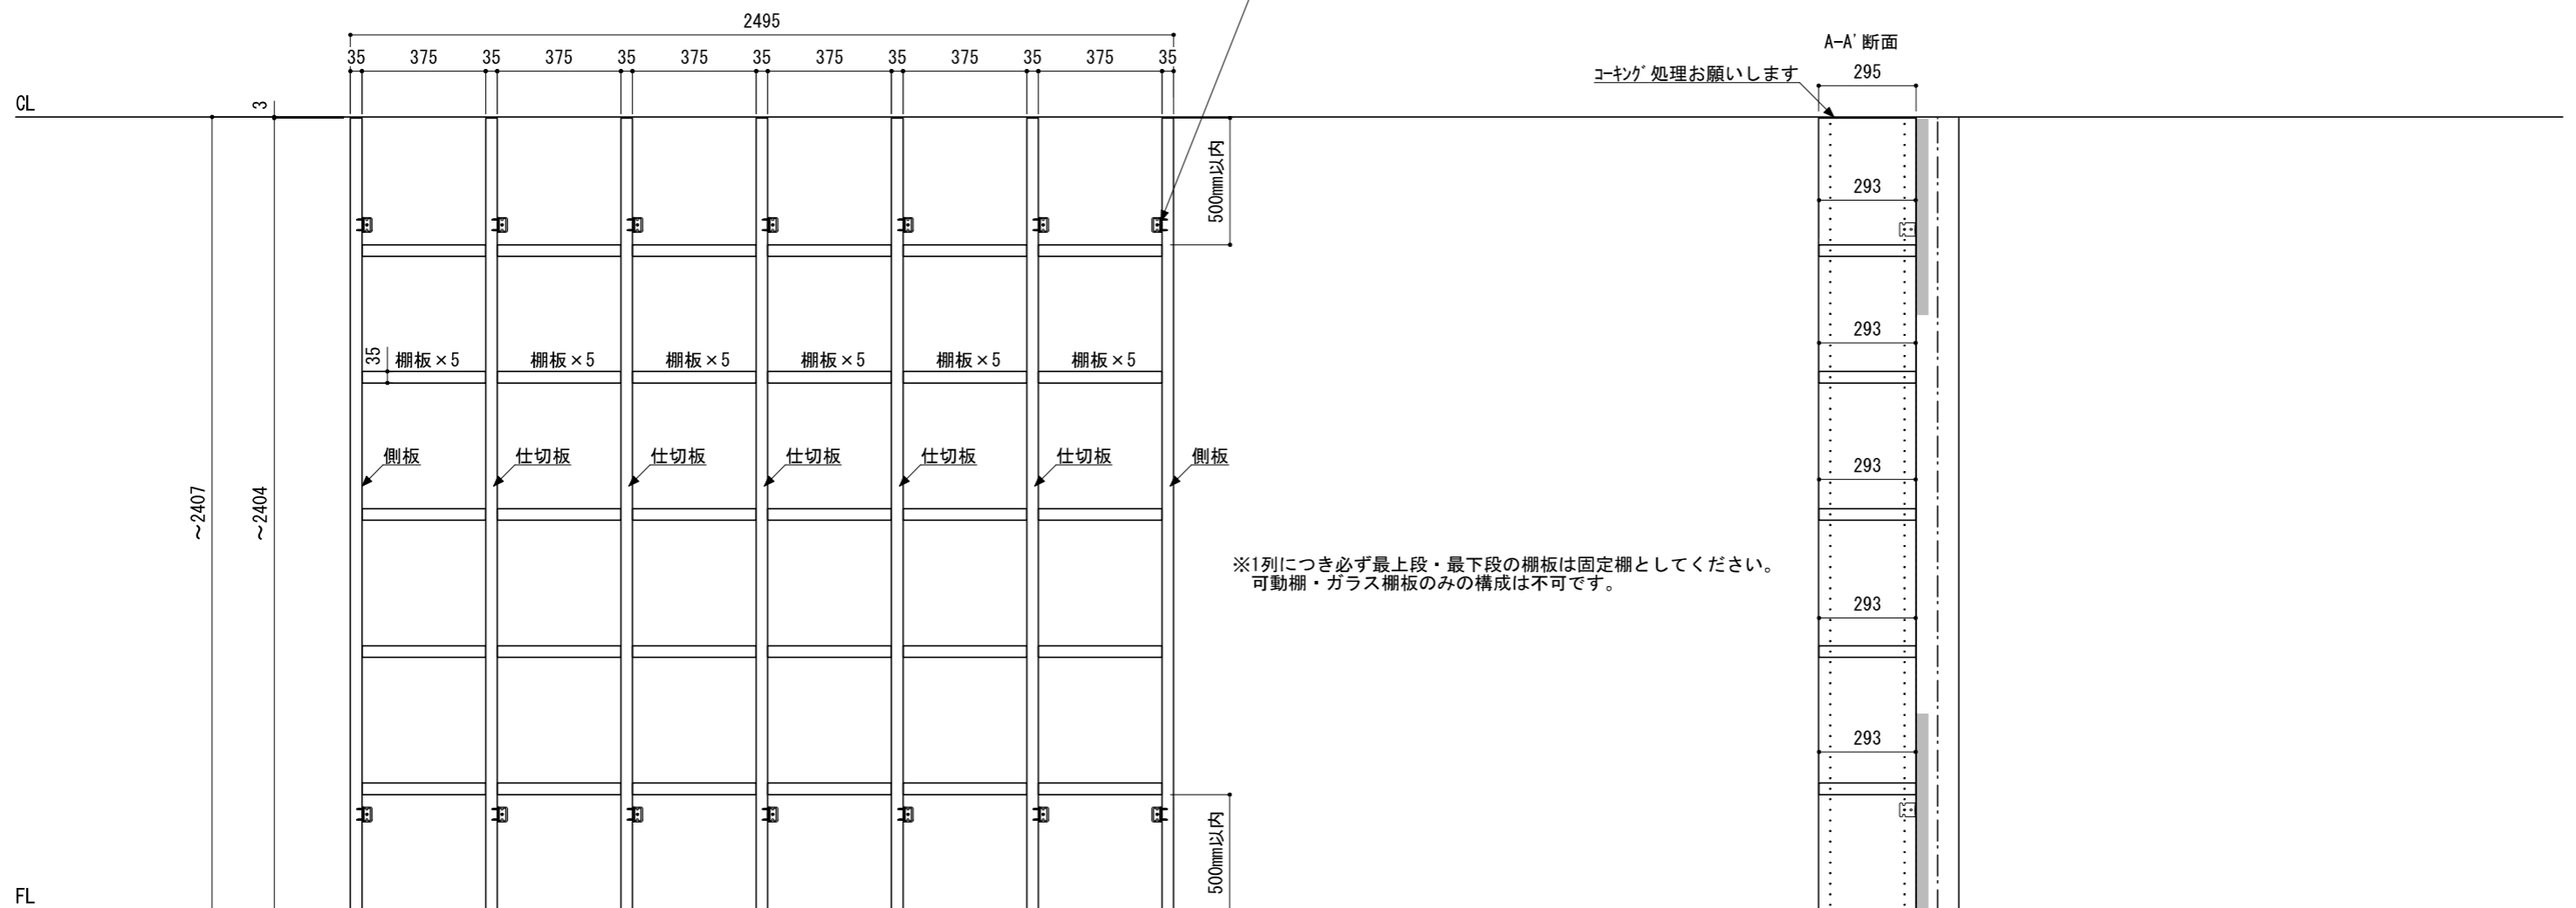 2495
35 375 35 375 35 375 35 375 35 375 35 375 35
A-A' 断面
ｺｰｷﾝｸﾞ処理お願いします
295
CL
3
500mm以内
293
293
35
棚板×5 棚板×5 棚板×5 棚板×5 棚板×5 棚板×5
側板 仕切板 仕切板 仕切板 仕切板 仕切板 側板
293
～2407
～2404
※1列につき必ず最上段・最下段の棚板は固定棚としてください。
可動棚・ガラス棚板のみの構成は不可です。
293
293
500mm以内
FL